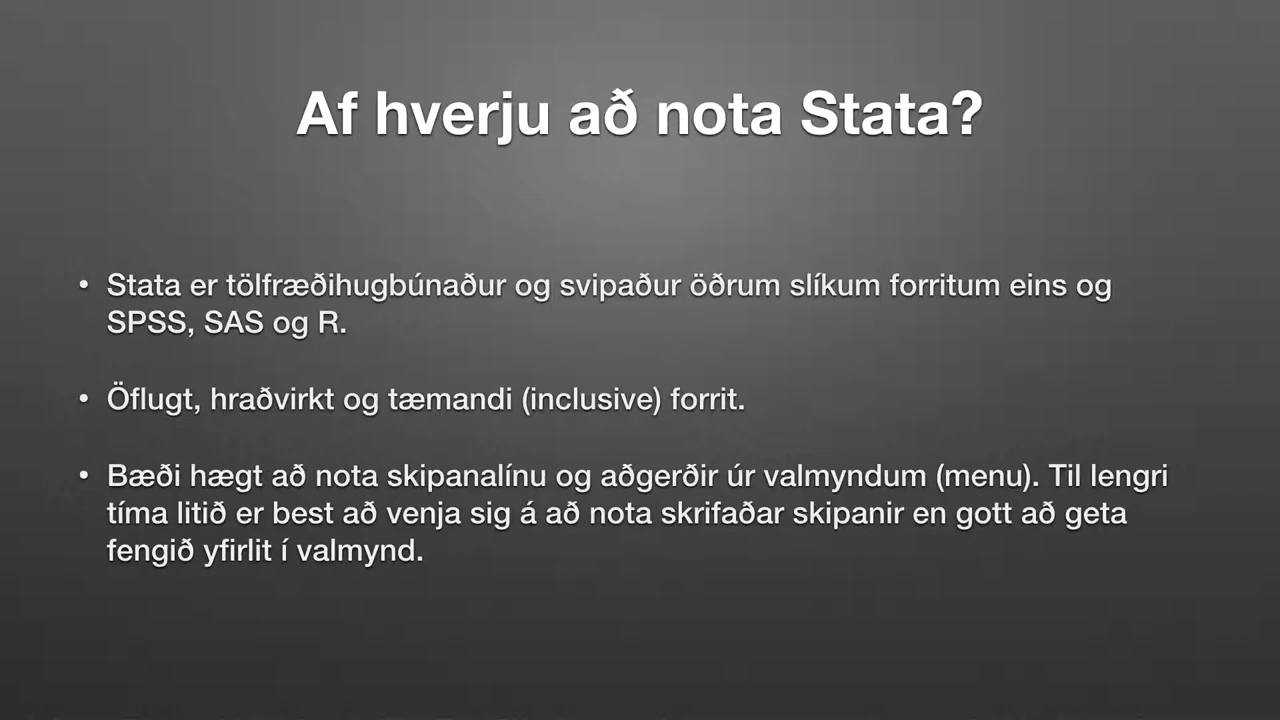 Af hverju að nota Stata?
• Stata er tölfræðihugbúnaður og svipaður öðrum slíkum forritum eins og
SPSS, SAS og R.
• Öflugt, hraðvirkt og tæmandi (inclusive) forrit.
• Bæði hægt að nota skipanalínu og aðgerðir úr valmyndum (menu). Til lengri
tíma litið er best að venja sig á að nota skrifaðar skipanir en gott að geta
fengið yfirlit í valmynd.